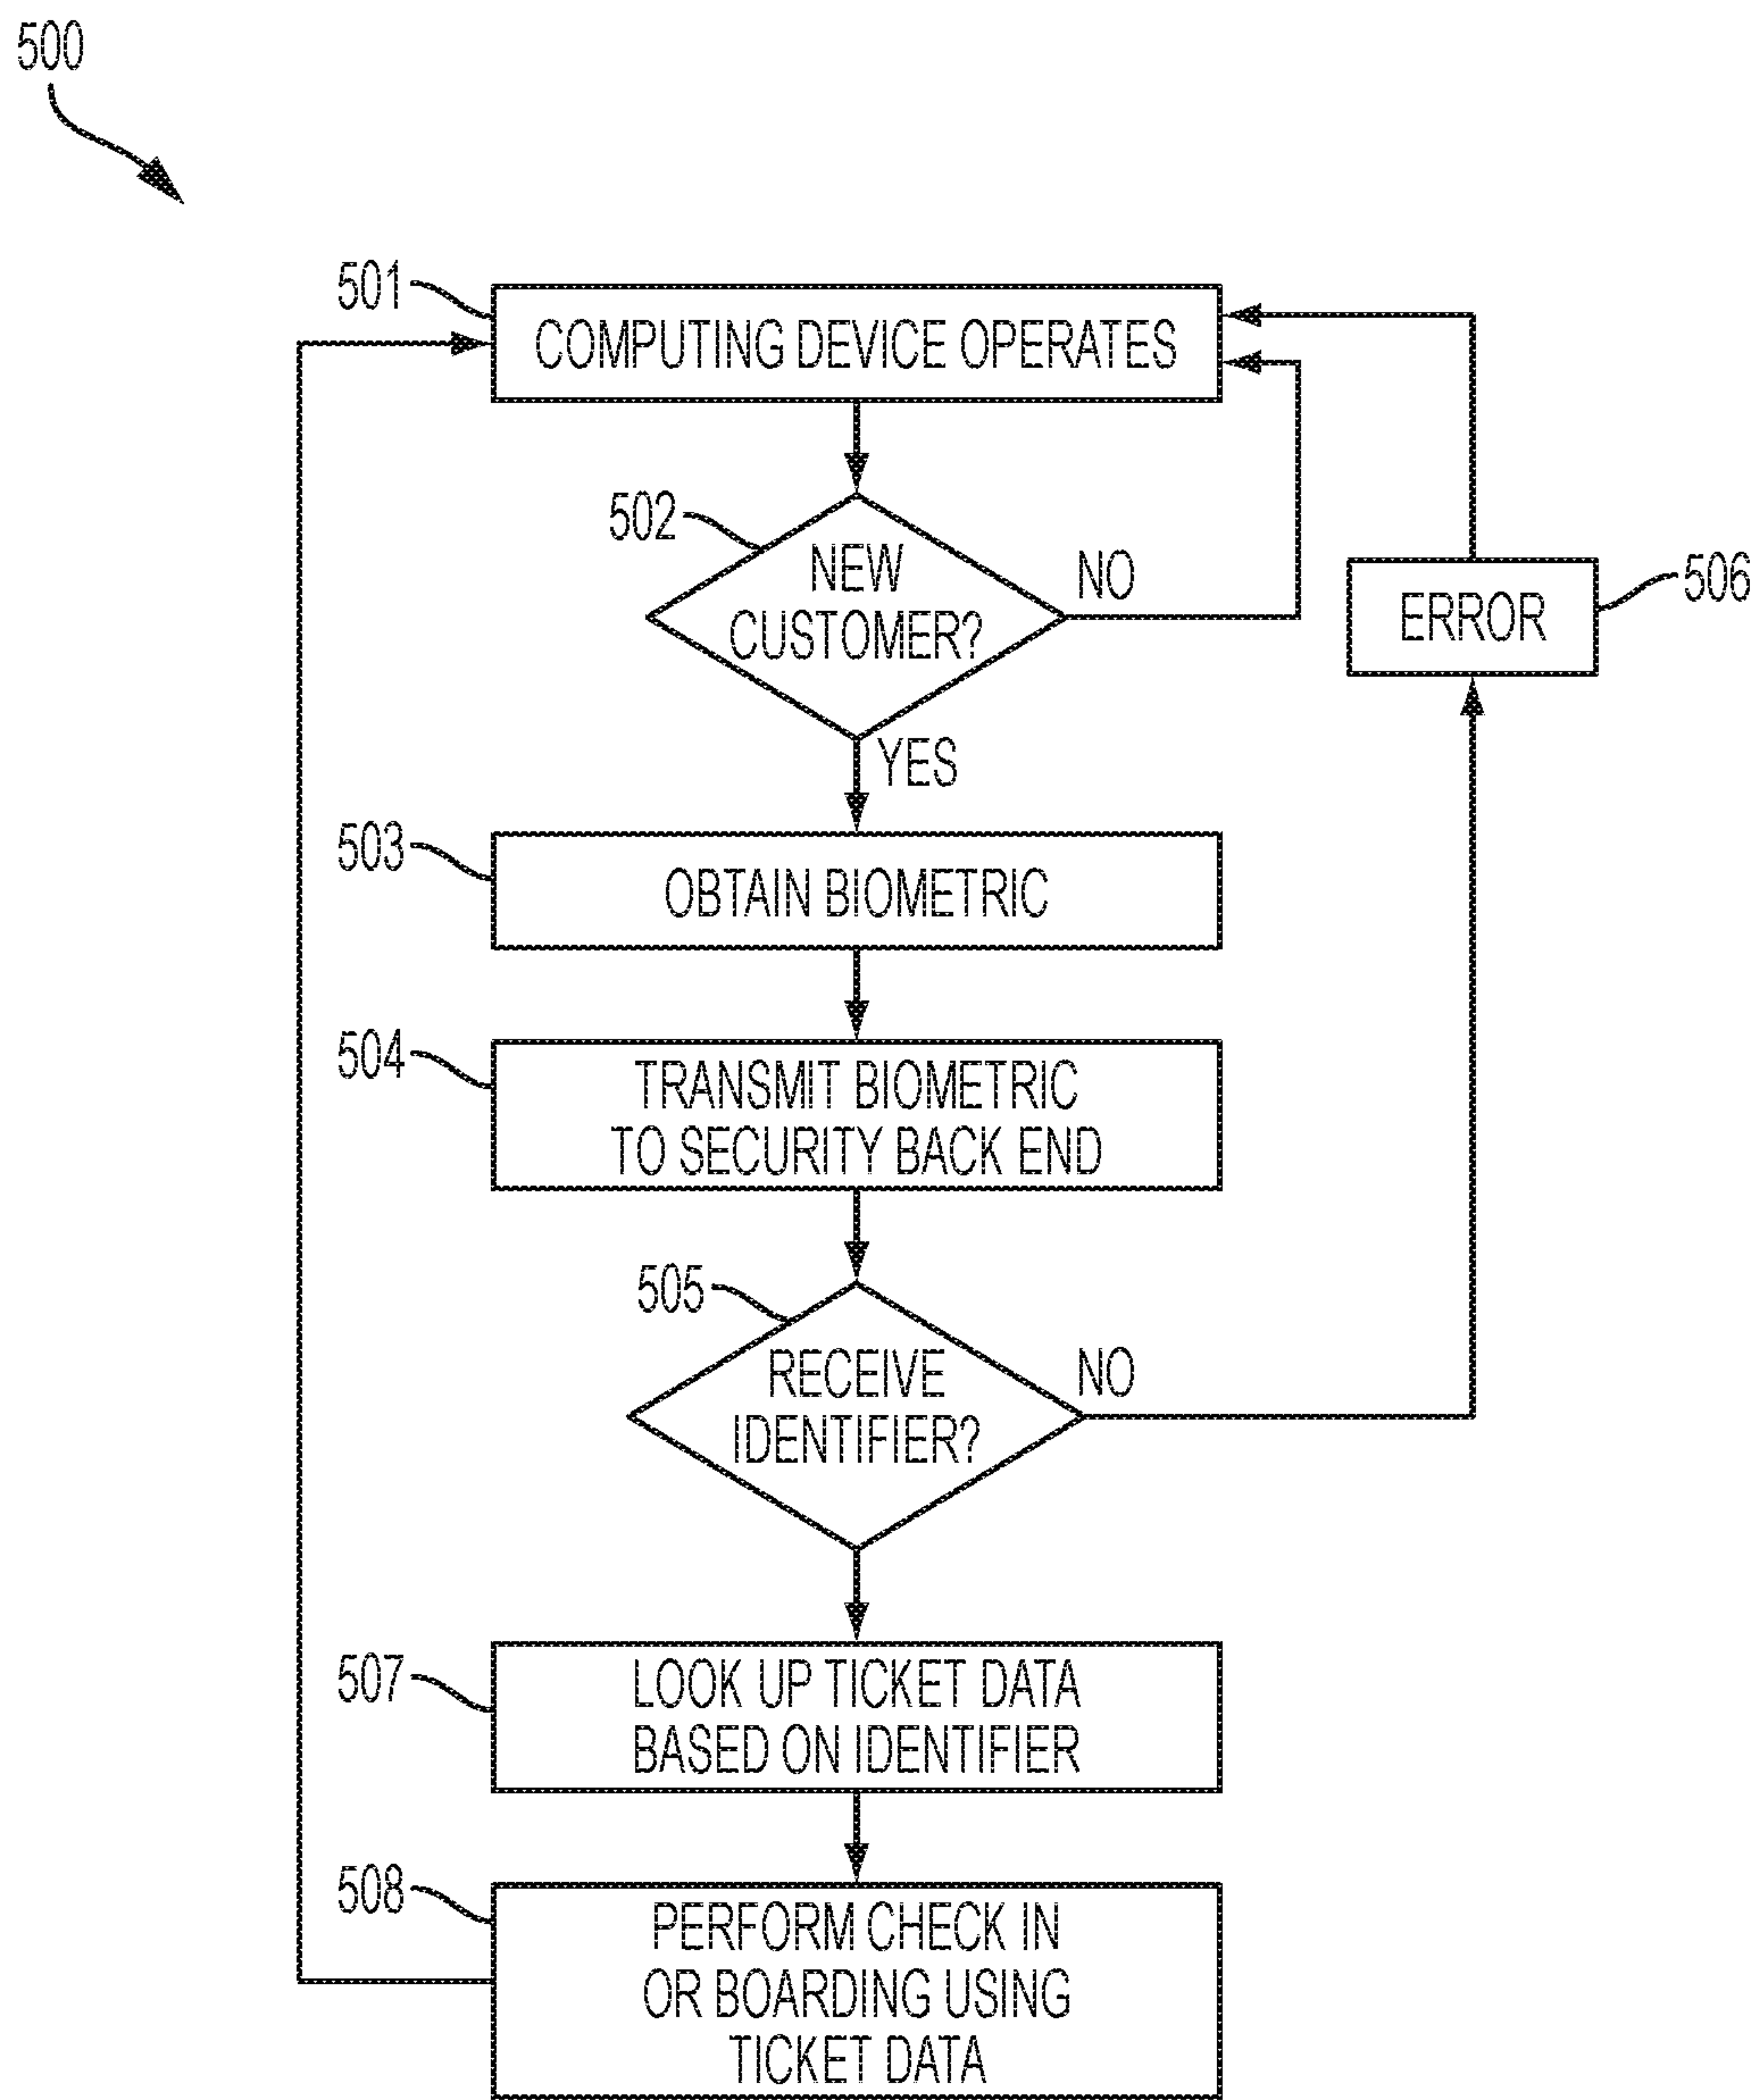 500
501
COMPUTING DEVICE OPERATES
502
NEW
CUSTOMER?
NO
506
ERROR
YES
503
OBTAIN BIOMETRIC
504
TRANSMIT BIOMETRIC
TO SECURITY BACK END
505
RECEIVE
IDENTIFIER?
NO
507
LOOK UP TICKET DATA
BASED ON IDENTIFIER
508
PERFORM CHECK IN
OR BOARDING USING
TICKET DATA